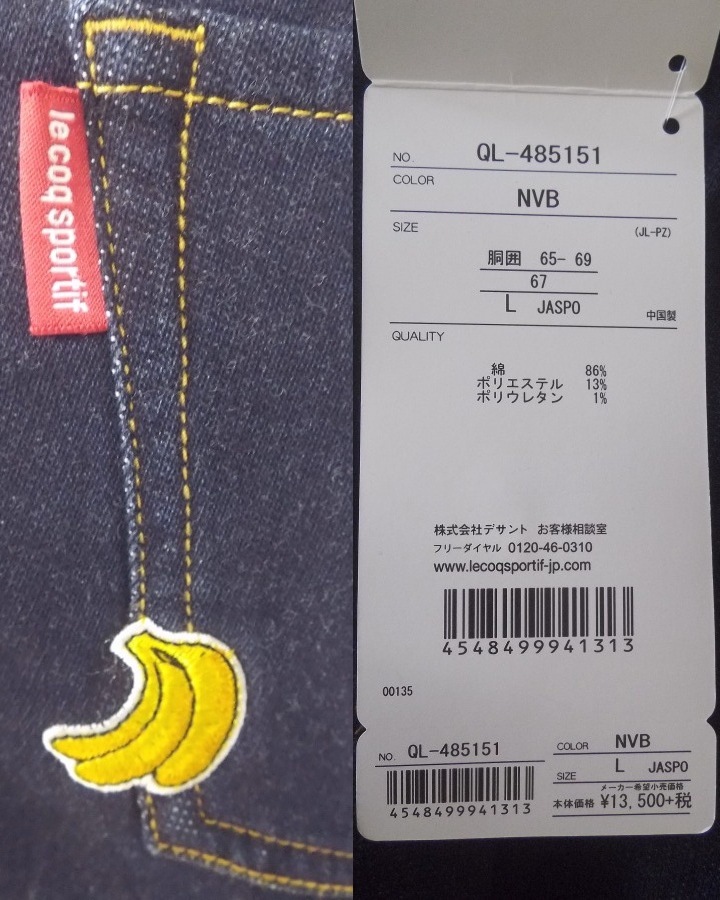 le coq sportif
NO. QL-485151
COLOR
NVB
SIZE
(JL-PZ)
胴囲 65- 69
67
L JASPO
中国製
QUALITY
綿 86%
ポリエステル 13%
ポリウレタン 1%
株式会社デサント お客様相談室
フリーダイヤル 0120-46-0310
www.lecoqsportif-jp.com
4548499941313
00135
NO. QL-485151
4548499941313
COLOR NVB
SIZE L JASPO
メーカー希望小売価格
本体価格 ¥13,500+税